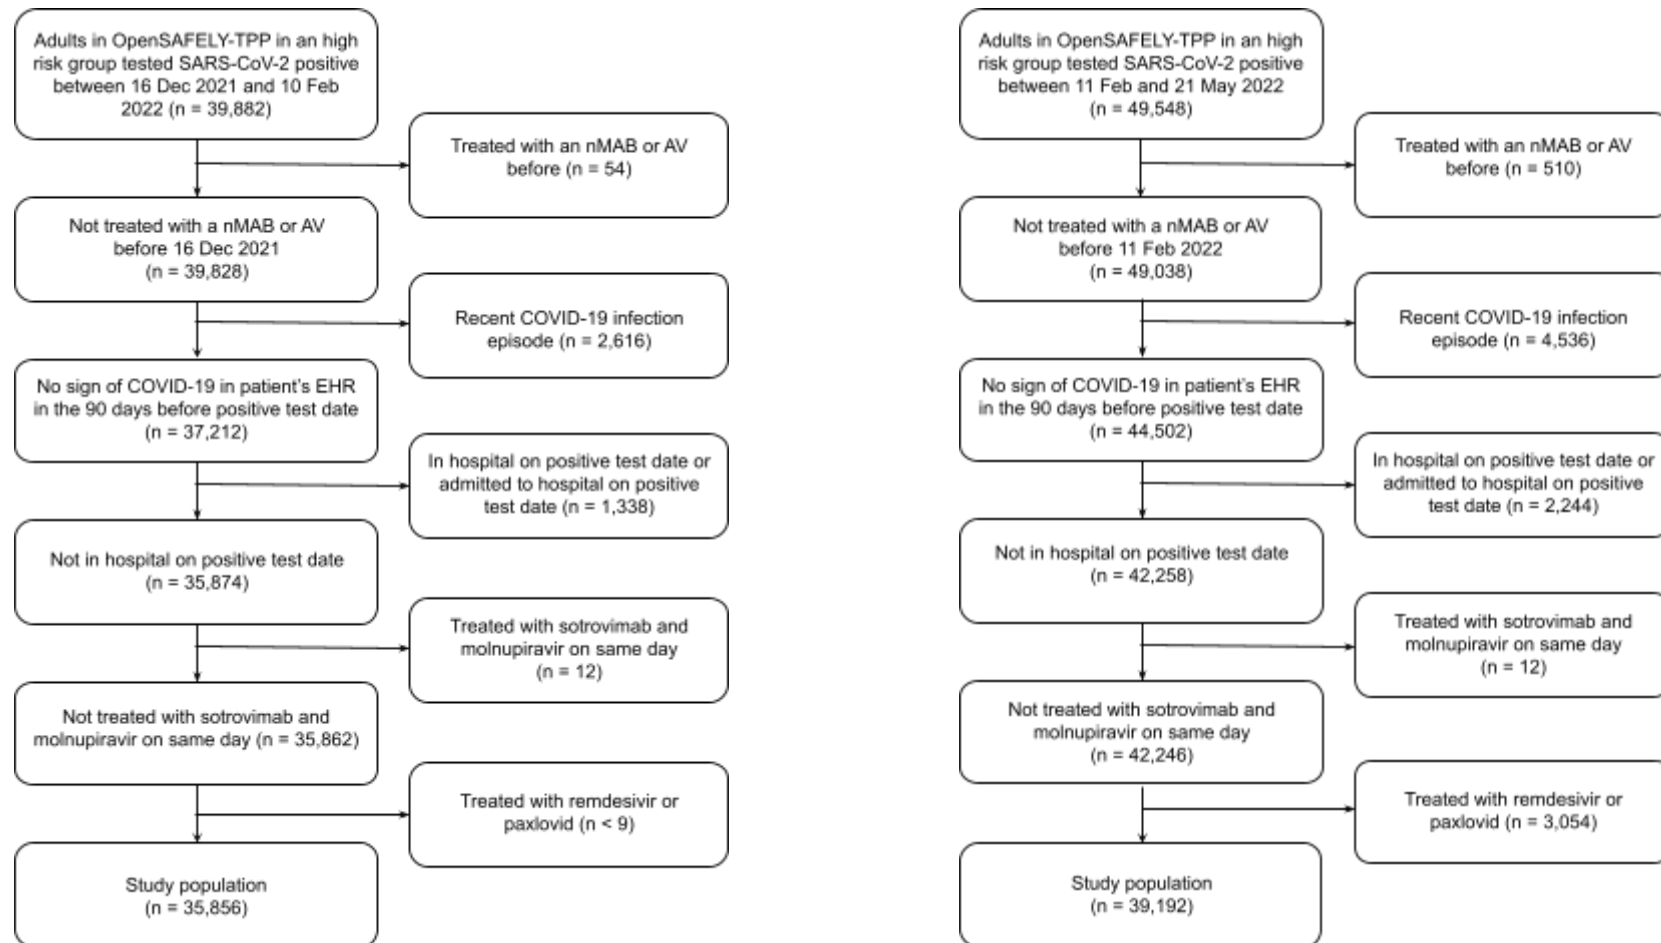 Adults in OpenSAFELY-TPP in an high
risk group tested SARS-CoV-2 positive
between 16 Dec 2021 and 10 Feb
2022 (n = 39,882)
Treated with an nMAB or AV
before (n = 54)
Not treated with a nMAB or AV
before 16 Dec 2021
(n = 39,828)
Recent COVID-19 infection
episode (n = 2,616)
No sign of COVID-19 in patient's EHR
in the 90 days before positive test date
(n = 37,212)
In hospital on positive test date or
admitted to hospital on positive
test date (n = 1,338)
Not in hospital on positive test date
(n = 35,874)
Treated with sotrovimab and
molnupiravir on same day
(n = 12)
Not treated with sotrovimab and
molnupiravir on same day (n = 35,862)
Treated with remdesivir or
paxlovid (n < 9)
Study population
(n = 35,856)
Adults in OpenSAFELY-TPP in an high
risk group tested SARS-CoV-2 positive
between 11 Feb and 21 May 2022
(n = 49,548)
Treated with an nMAB or AV
before (n = 510)
Not treated with a nMAB or AV
before 11 Feb 2022
(n = 49,038)
Recent COVID-19 infection
episode (n = 4,536)
No sign of COVID-19 in patient's EHR
in the 90 days before positive test date
(n = 44,502)
In hospital on positive test date or
admitted to hospital on positive
test date (n = 2,244)
Not in hospital on positive test date
(n = 42,258)
Treated with sotrovimab and
molnupiravir on same day
(n = 12)
Not treated with sotrovimab and
molnupiravir on same day
(n = 42,246)
Treated with remdesivir or
paxlovid (n = 3,054)
Study population
(n = 39,192)